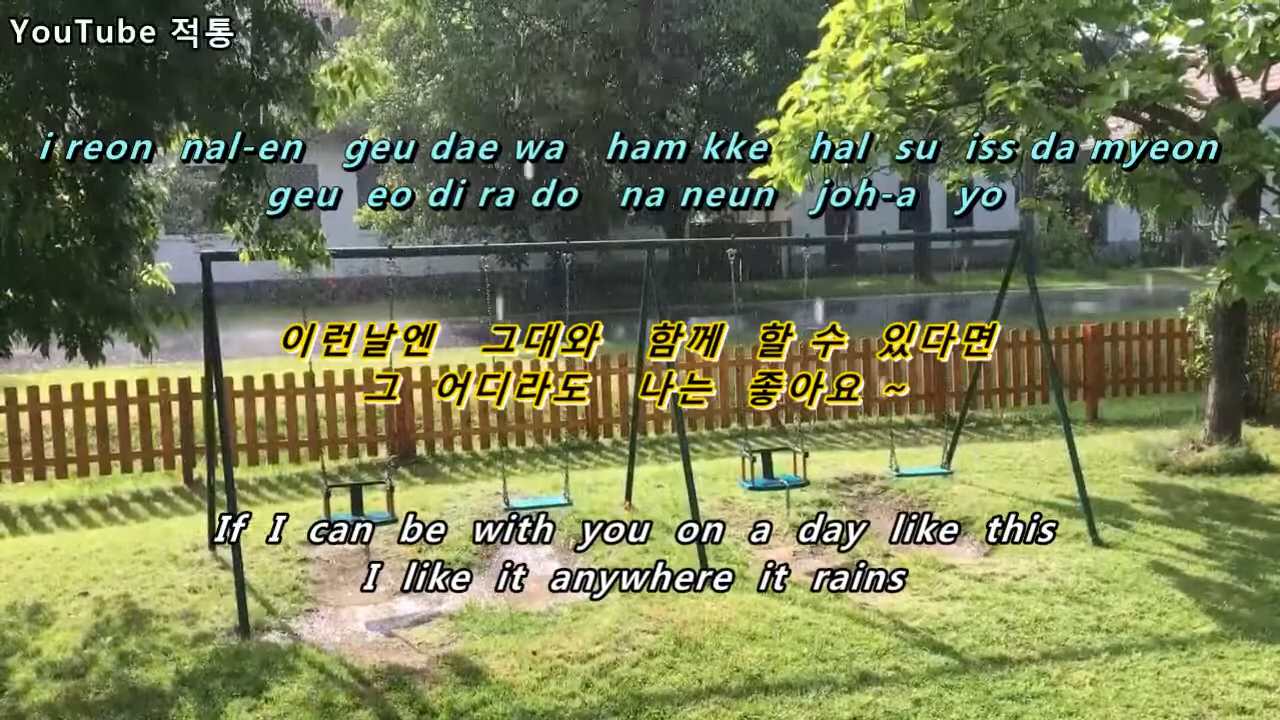 YouTube 적통
i reon nal-en geu dae wa ham kke hal su iss da myeon
geu eo di ra do na neun joh-a yo
이런날엔 그대와 함께 할 수 있다면
그 어디라도 나는 좋아요 ~
If I can be with you on a day like this
I like it anywhere it rains